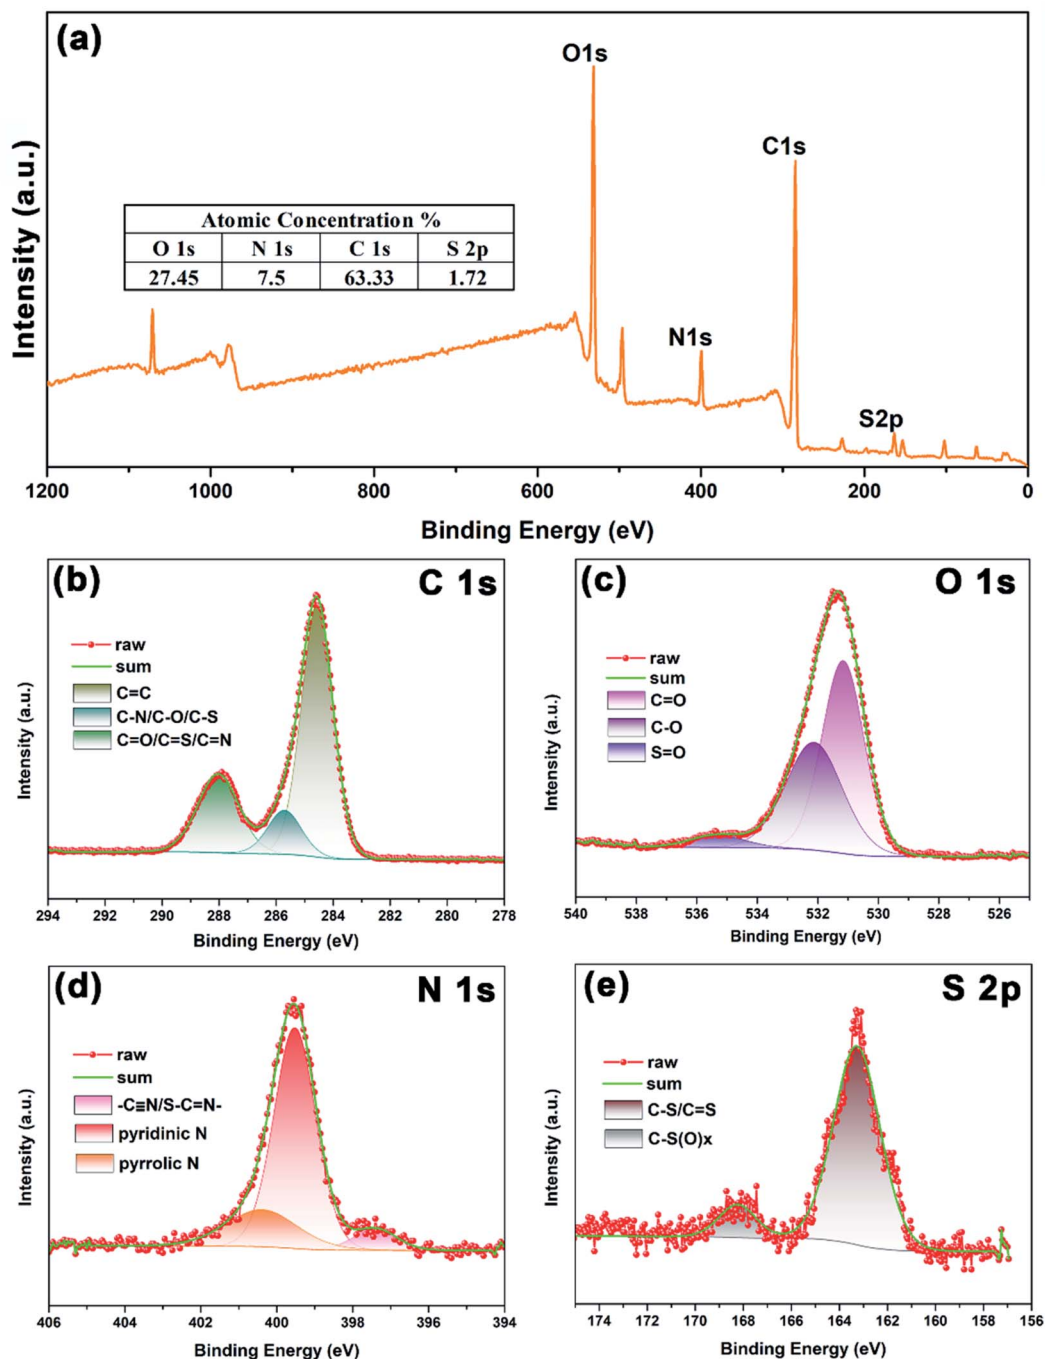 (a)
O1s
C1s
N1s
S2p
Intensity (a.u.)
Atomic Concentration %
O 1s N 1s C 1s S 2p
27.45 7.5 63.33 1.72
1200 1000 800 600 400 200 0
Binding Energy (eV)
(b) C 1s
raw
sum
C=C
C-N/C-O/C-S
C=O/C=S/C=N
Intensity (a.u.)
294 292 290 288 286 284 282 280 278
Binding Energy (eV)
(c) O 1s
raw
sum
C=O
C-O
S=O
Intensity (a.u.)
540 538 536 534 532 530 528 526
Binding Energy (eV)
(d) N 1s
raw
sum
-C≡N/S-C=N-
pyridinic N
pyrrolic N
Intensity (a.u.)
406 404 402 400 398 396 394
Binding Energy (eV)
(e) S 2p
raw
sum
C-S/C=S
C-S(O)x
Intensity (a.u.)
174 172 170 168 166 164 162 160 158 156
Binding Energy (eV)